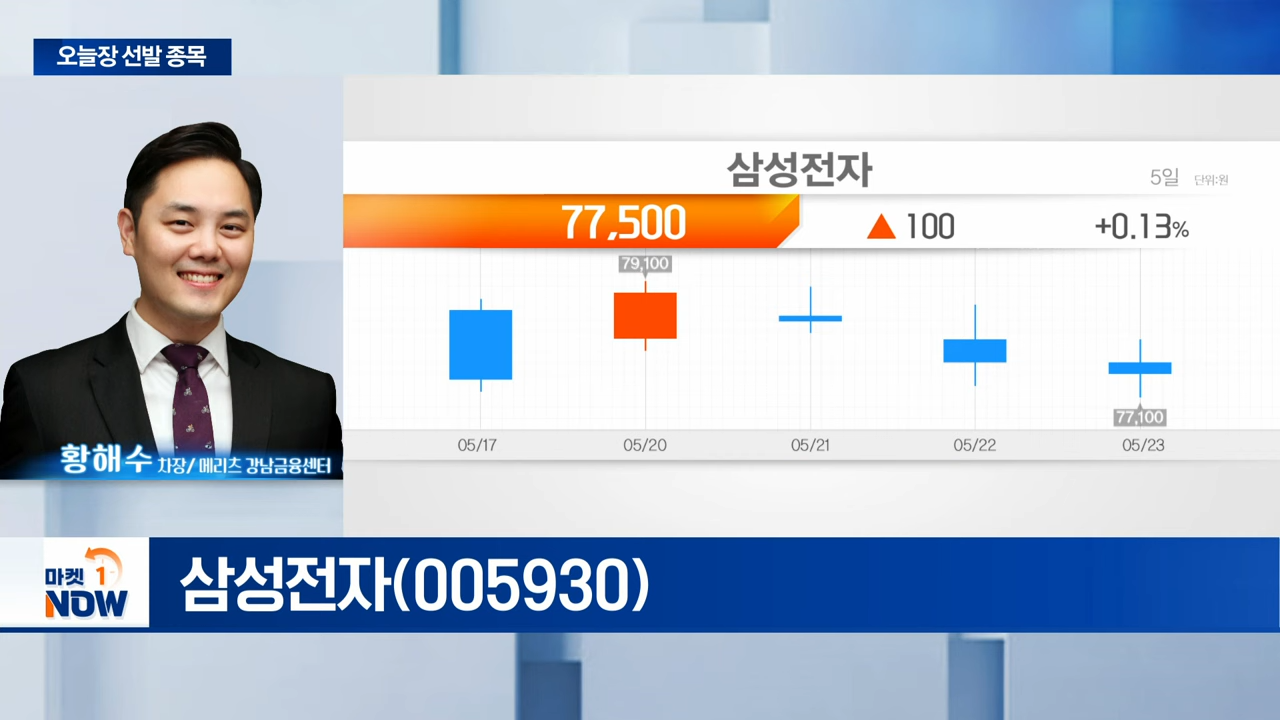 오늘장 선발 종목
삼성전자
5일 단위:원
77,500 ▲ 100 +0.13%
79,100
77,100
05/17 05/20 05/21 05/22 05/23
황해수 차장/ 메리츠 강남금융센터
마켓 1
NOW
삼성전자(005930)